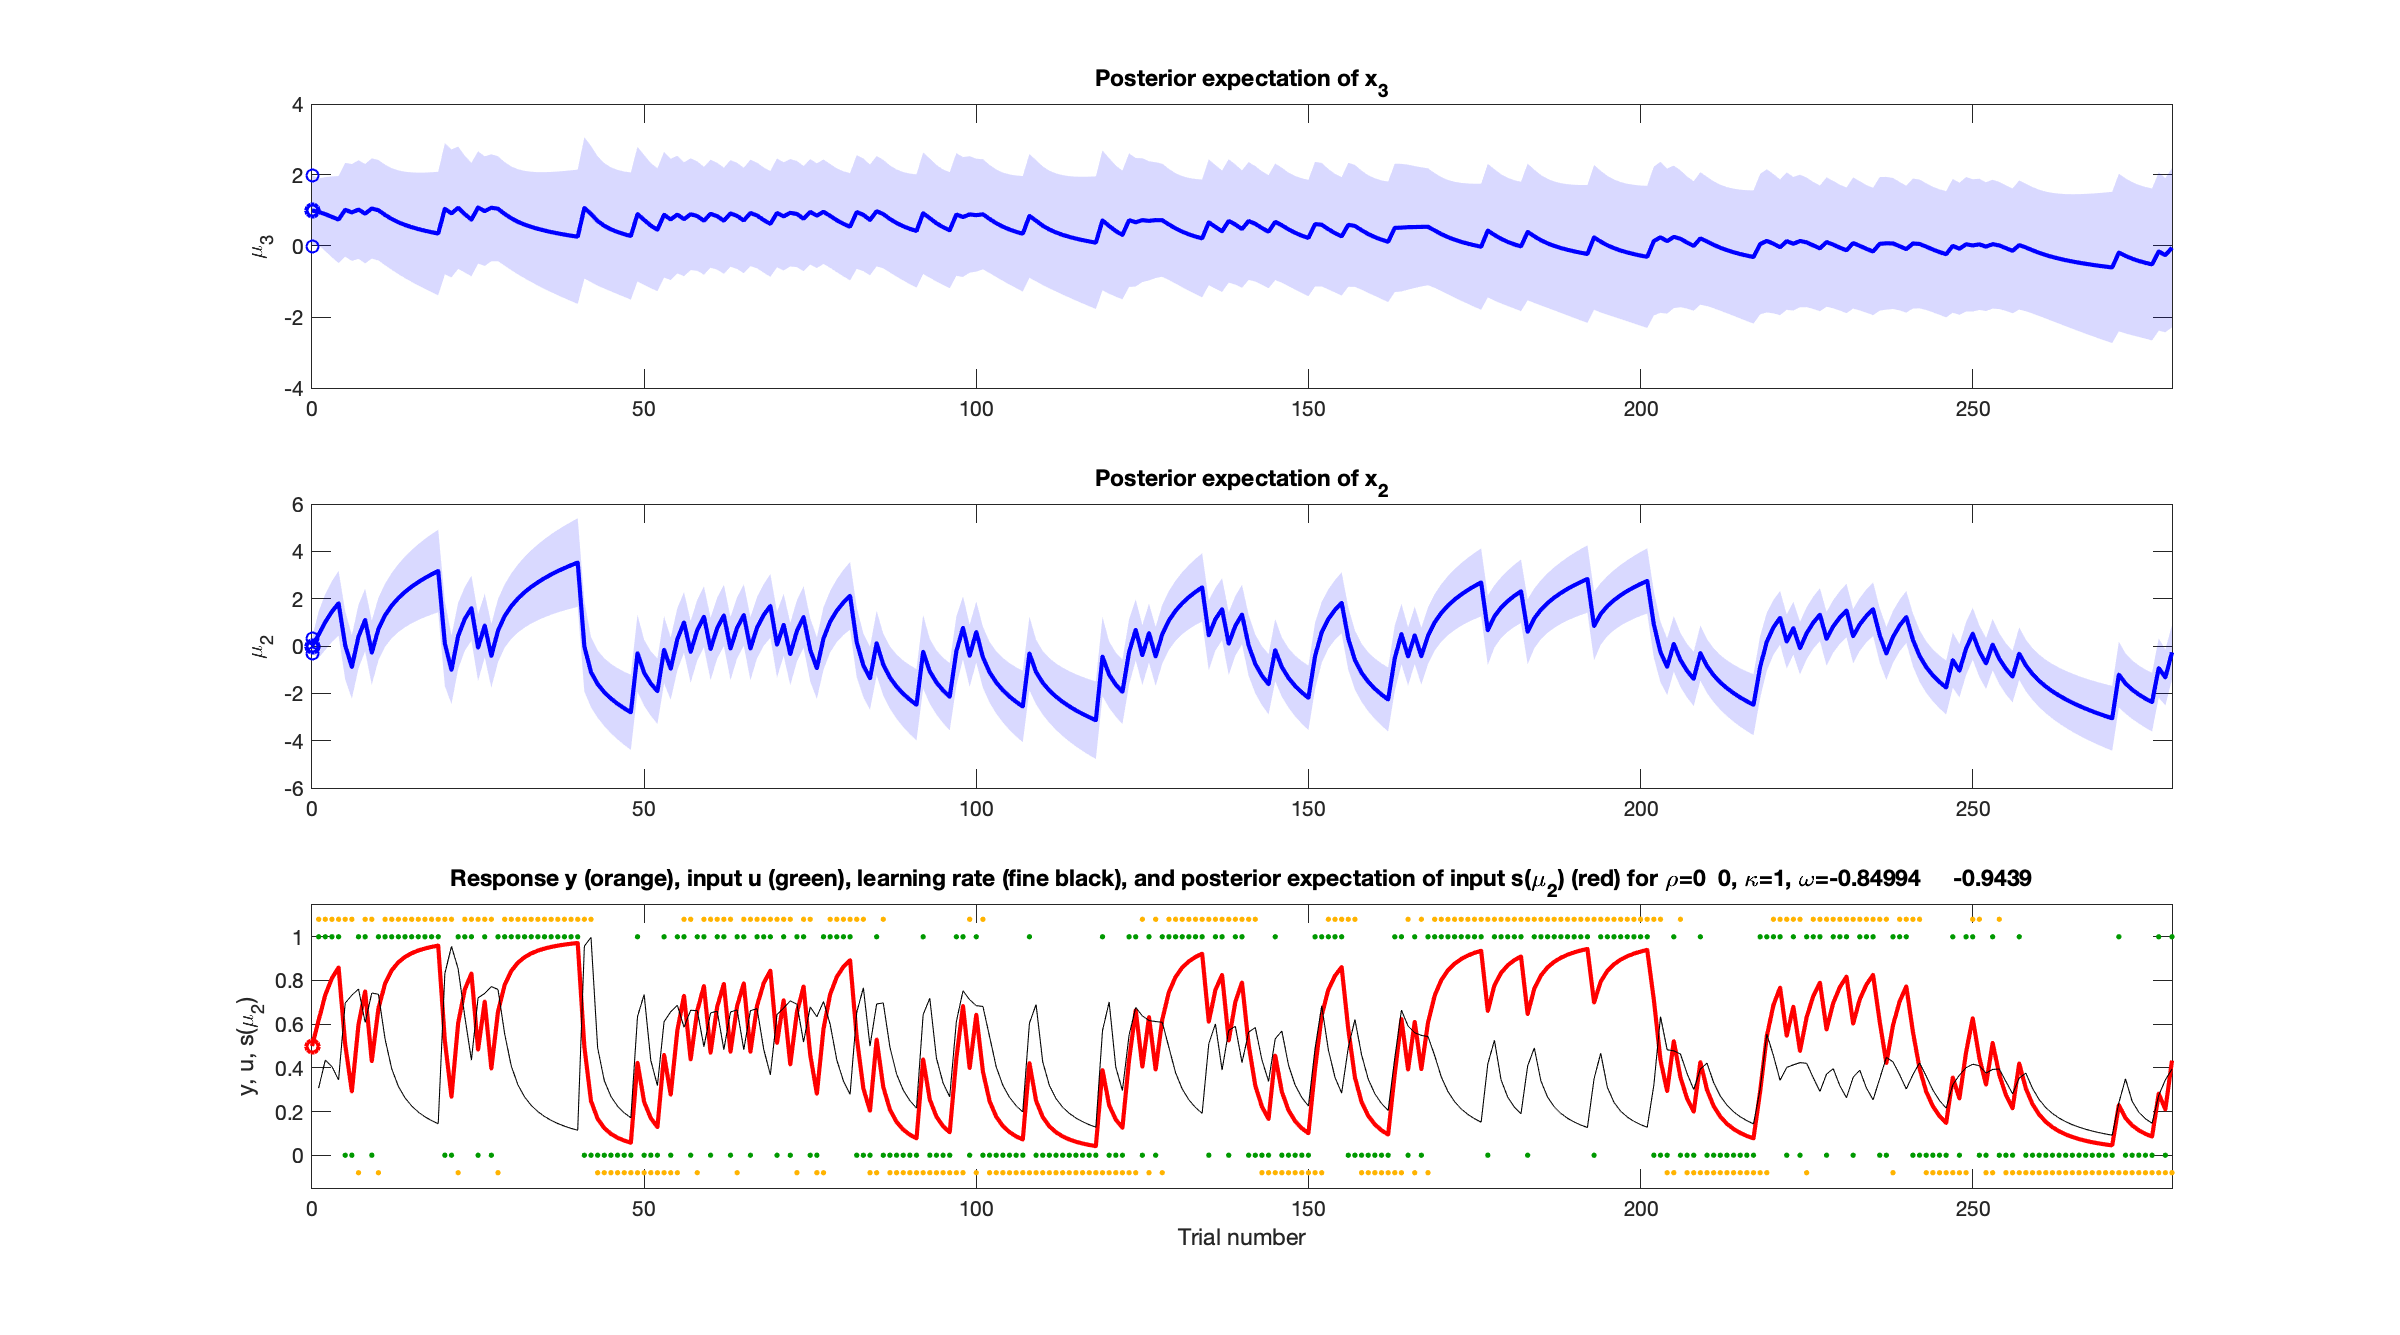 Posterior expectation of x3
4
2
0
-2
-4
μ3
0 50 100 150 200 250
Posterior expectation of x2
6
4
2
0
-2
-4
-6
μ2
0 50 100 150 200 250
Response y (orange), input u (green), learning rate (fine black), and posterior expectation of input s(μ2) (red) for ρ=0 0, κ=1, ω=-0.84994 -0.9439
1
0.8
0.6
0.4
0.2
0
y, u, s(μ2)
0 50 100 150 200 250
Trial number